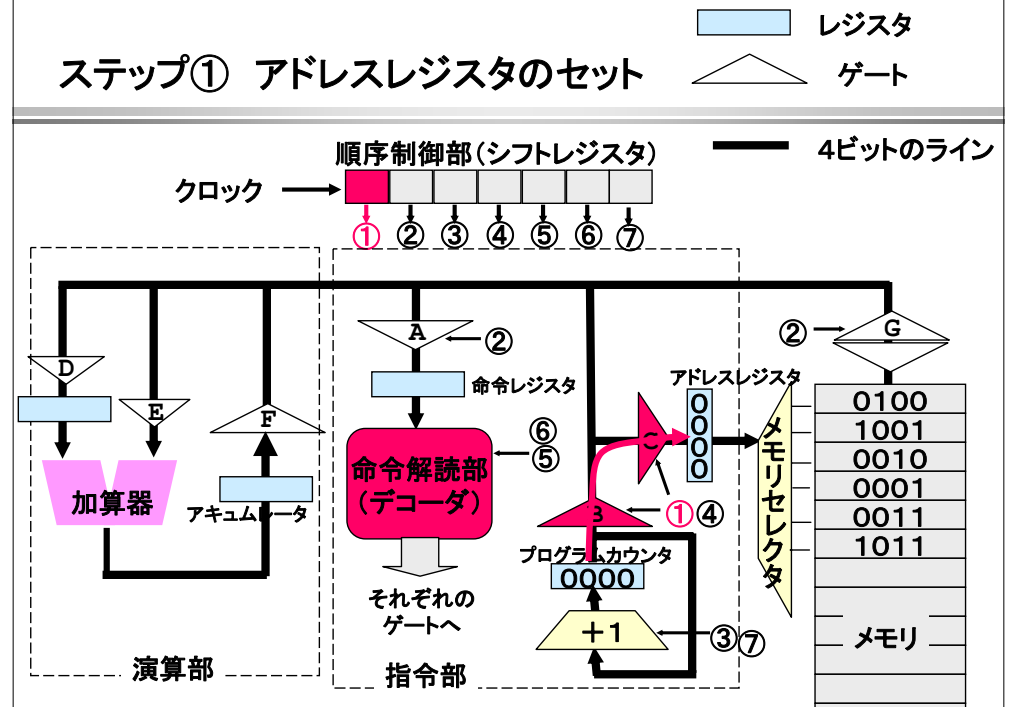 レジスタ
ステップ① アドレスレジスタのセット
ゲート
4ビットのライン
順序制御部(シフトレジスタ)
クロック
① ② ③ ④ ⑤ ⑥ ⑦
A
②
②
G
D
E
F
命令レジスタ
アドレスレジスタ
0
0
0
0
C
⑥
⑤
命令解読部
(デコーダ)
加算器
アキュムレータ
B
①④
メモリセレクタ
0100
1001
0010
0001
0011
1011
プログラムカウンタ
0000
+1
③⑦
それぞれの
ゲートへ
メモリ
演算部
指令部